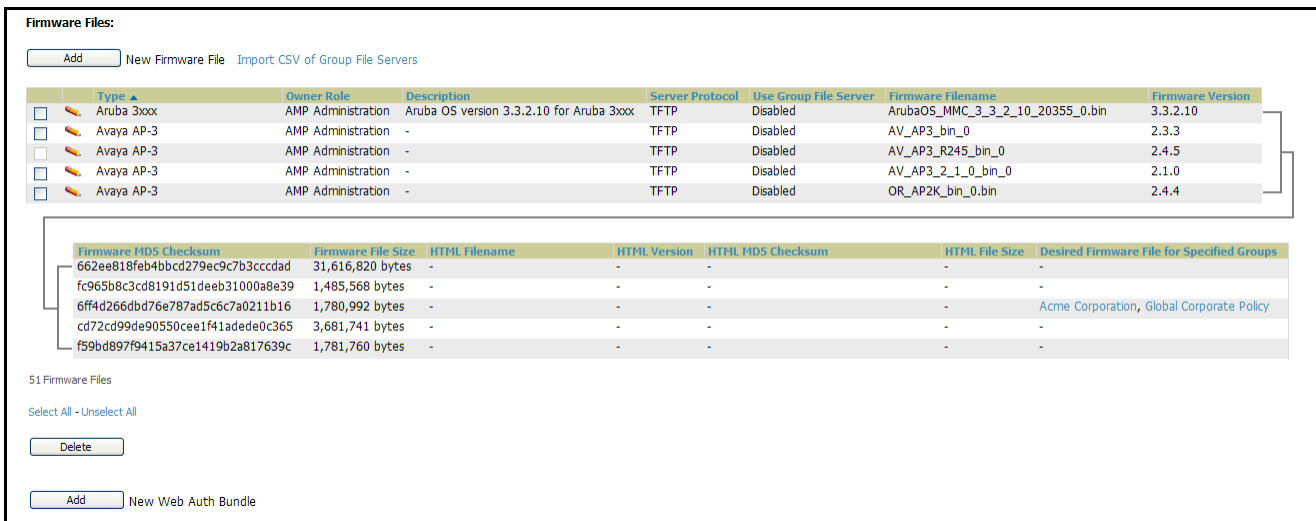 Firmware Files:
Add New Firmware File Import CSV of Group File Servers
Type ▲ Owner Role Description Server Protocol Use Group File Server Firmware Filename Firmware Version
Aruba 3xxx AMP Administration Aruba OS version 3.3.2.10 for Aruba 3xxx TFTP Disabled ArubaOS_MMC_3_3_2_10_20355_0.bin 3.3.2.10
Avaya AP-3 AMP Administration - TFTP Disabled AV_AP3_bin_0 2.3.3
Avaya AP-3 AMP Administration - TFTP Disabled AV_AP3_R245_bin_0 2.4.5
Avaya AP-3 AMP Administration - TFTP Disabled AV_AP3_2_1_0_bin_0 2.1.0
Avaya AP-3 AMP Administration - TFTP Disabled OR_AP2K_bin_0.bin 2.4.4
Firmware MD5 Checksum Firmware File Size HTML Filename HTML Version HTML MD5 Checksum HTML File Size Desired Firmware File for Specified Groups
662ee818feb4bbcd279ec9c7b3cccdad 31,616,820 bytes - - - - -
fc965b8c3cd8191d51deeb31000a8e39 1,485,568 bytes - - - - -
6ff4d266dbd76e787ad5c6c7a0211b16 1,780,992 bytes - - - - Acme Corporation, Global Corporate Policy
cd72cd99de90550cee1f41adede0c365 3,681,741 bytes - - - - -
f59bd897f9415a37ce1419b2a817639c 1,781,760 bytes - - - - -
51 Firmware Files
Select All - Unselect All
Delete
Add New Web Auth Bundle